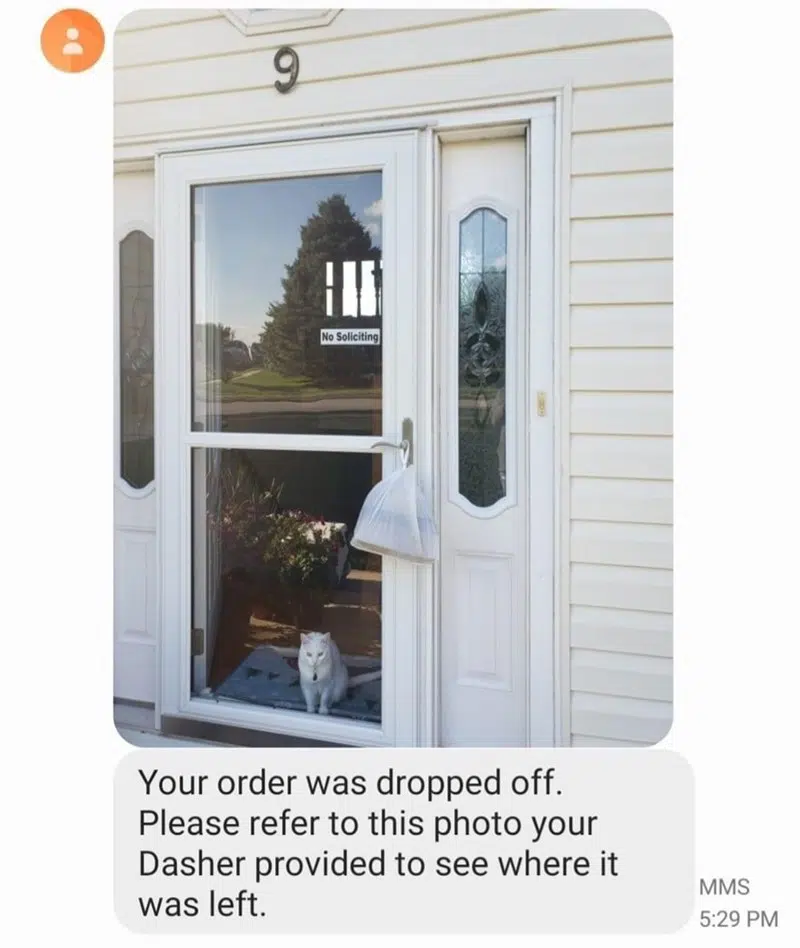 9
No Soliciting
Your order was dropped off.
Please refer to this photo your
Dasher provided to see where it
was left.
MMS
5:29 PM